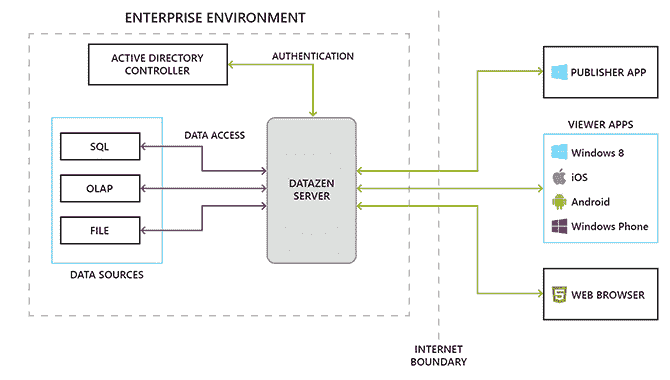 ENTERPRISE ENVIRONMENT
ACTIVE DIRECTORY
CONTROLLER
AUTHENTICATION
DATA ACCESS
SQL
OLAP
FILE
DATA SOURCES
DATAZEN
SERVER
INTERNET
BOUNDARY
PUBLISHER APP
VIEWER APPS
Windows 8
iOS
Android
Windows Phone
WEB BROWSER